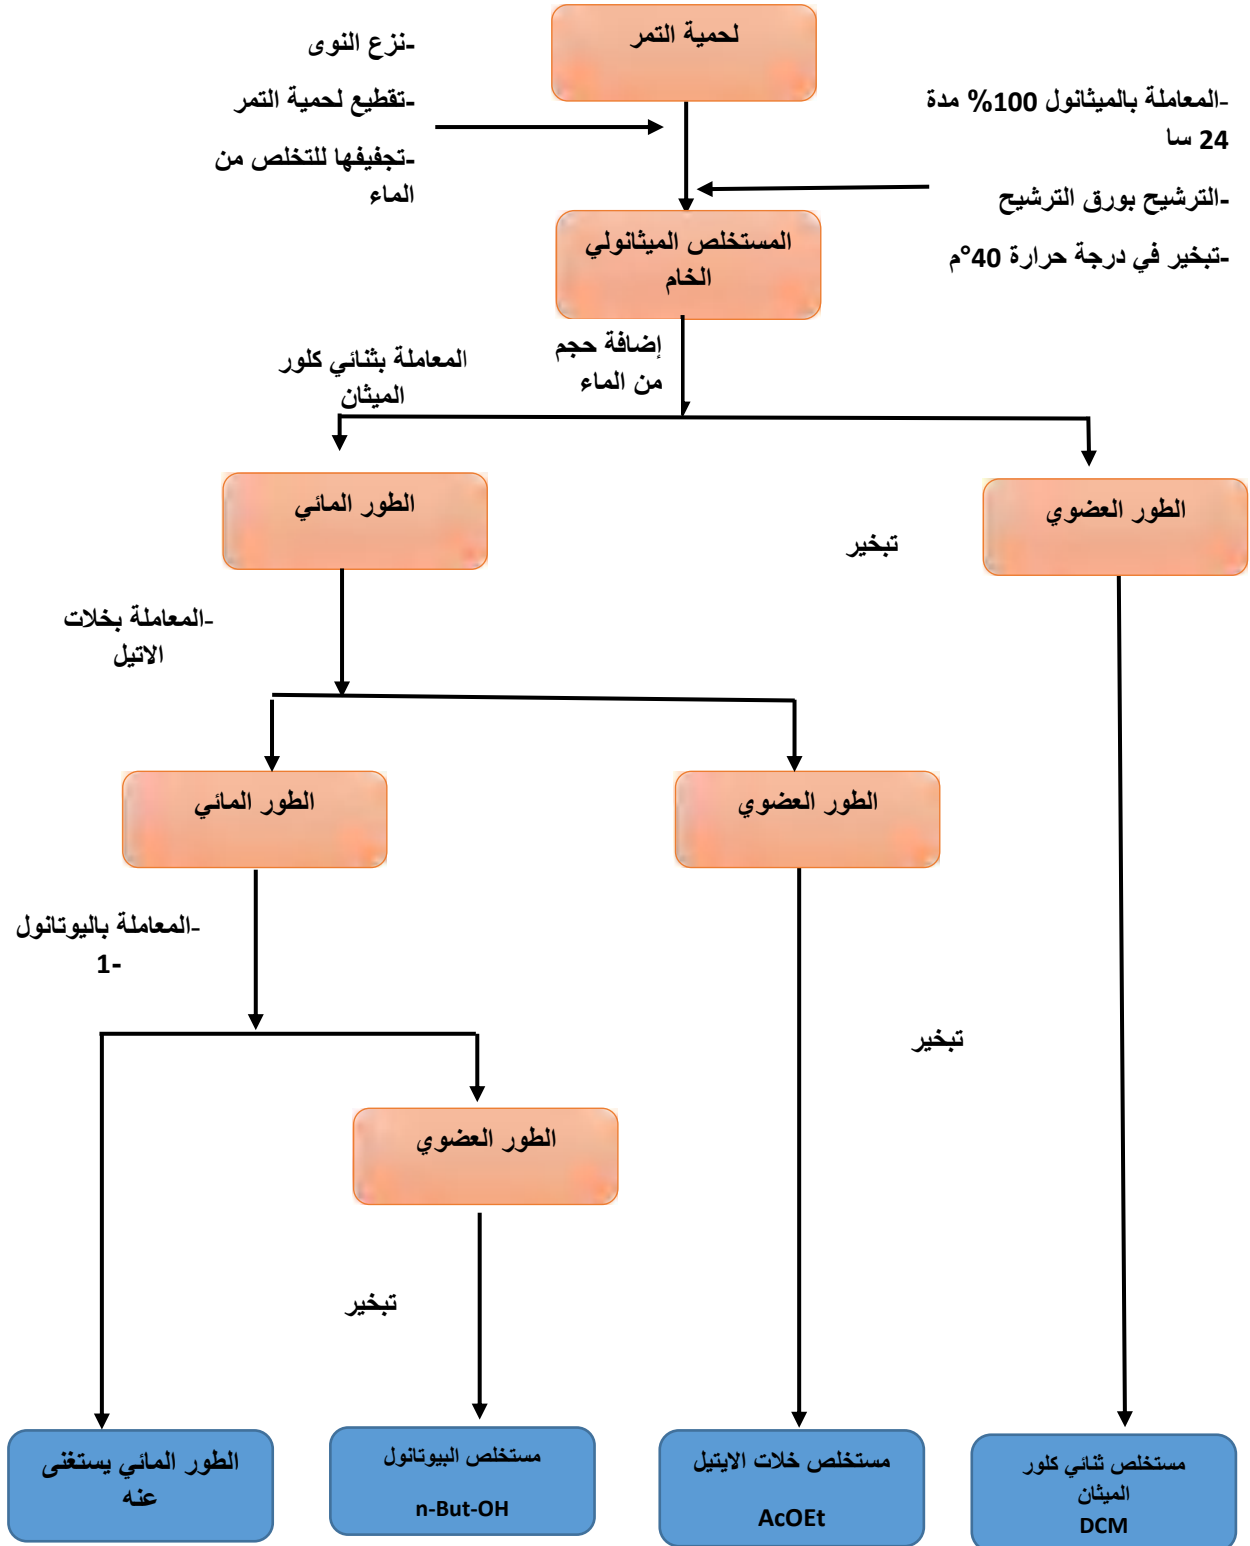 لحمية التمر
-نزع النوى
-تقطيع لحمية التمر
-تجفيفها للتخلص من
الماء
-المعاملة بالميثانول 100% مدة
24 سا
-الترشيح بورق الترشيح
-تبخير في درجة حرارة 40°م
المستخلص الميثانولي
الخام
إضافة حجم
من الماء
المعاملة بثنائي كلور
الميثان
الطور المائي
الطور العضوي
تبخير
-المعاملة بخلات
الاتيل
الطور المائي
الطور العضوي
-المعاملة باليوتانول
1-
تبخير
الطور العضوي
تبخير
الطور المائي يستغنى
عنه
مستخلص البيوتانول
n-But-OH
مستخلص خلات الايتيل
AcOEt
مستخلص ثنائي كلور
الميثان
DCM